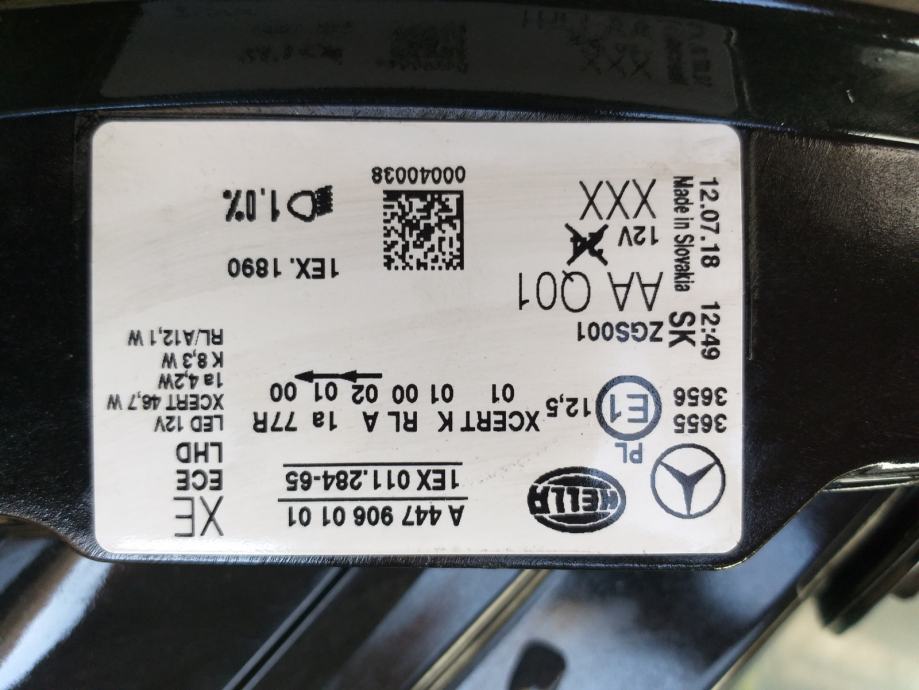 HELLA
A 447 906 01 01
1EX 011.284-65
XE
ECE
LHD
PL
3655
3656
E1
12,5
XCERT K RL A 1a 77R
01 01 00 02 01 00
LED 12V
XCERT 46,7 W
1a 4,2W
K 8,3 W
RL/A12,1 W
ZGS001
SK
12:49
AA Q01
12V
XXX
Made in Slovakia
12.07.18
1EX. 1890
1,0%
00040038